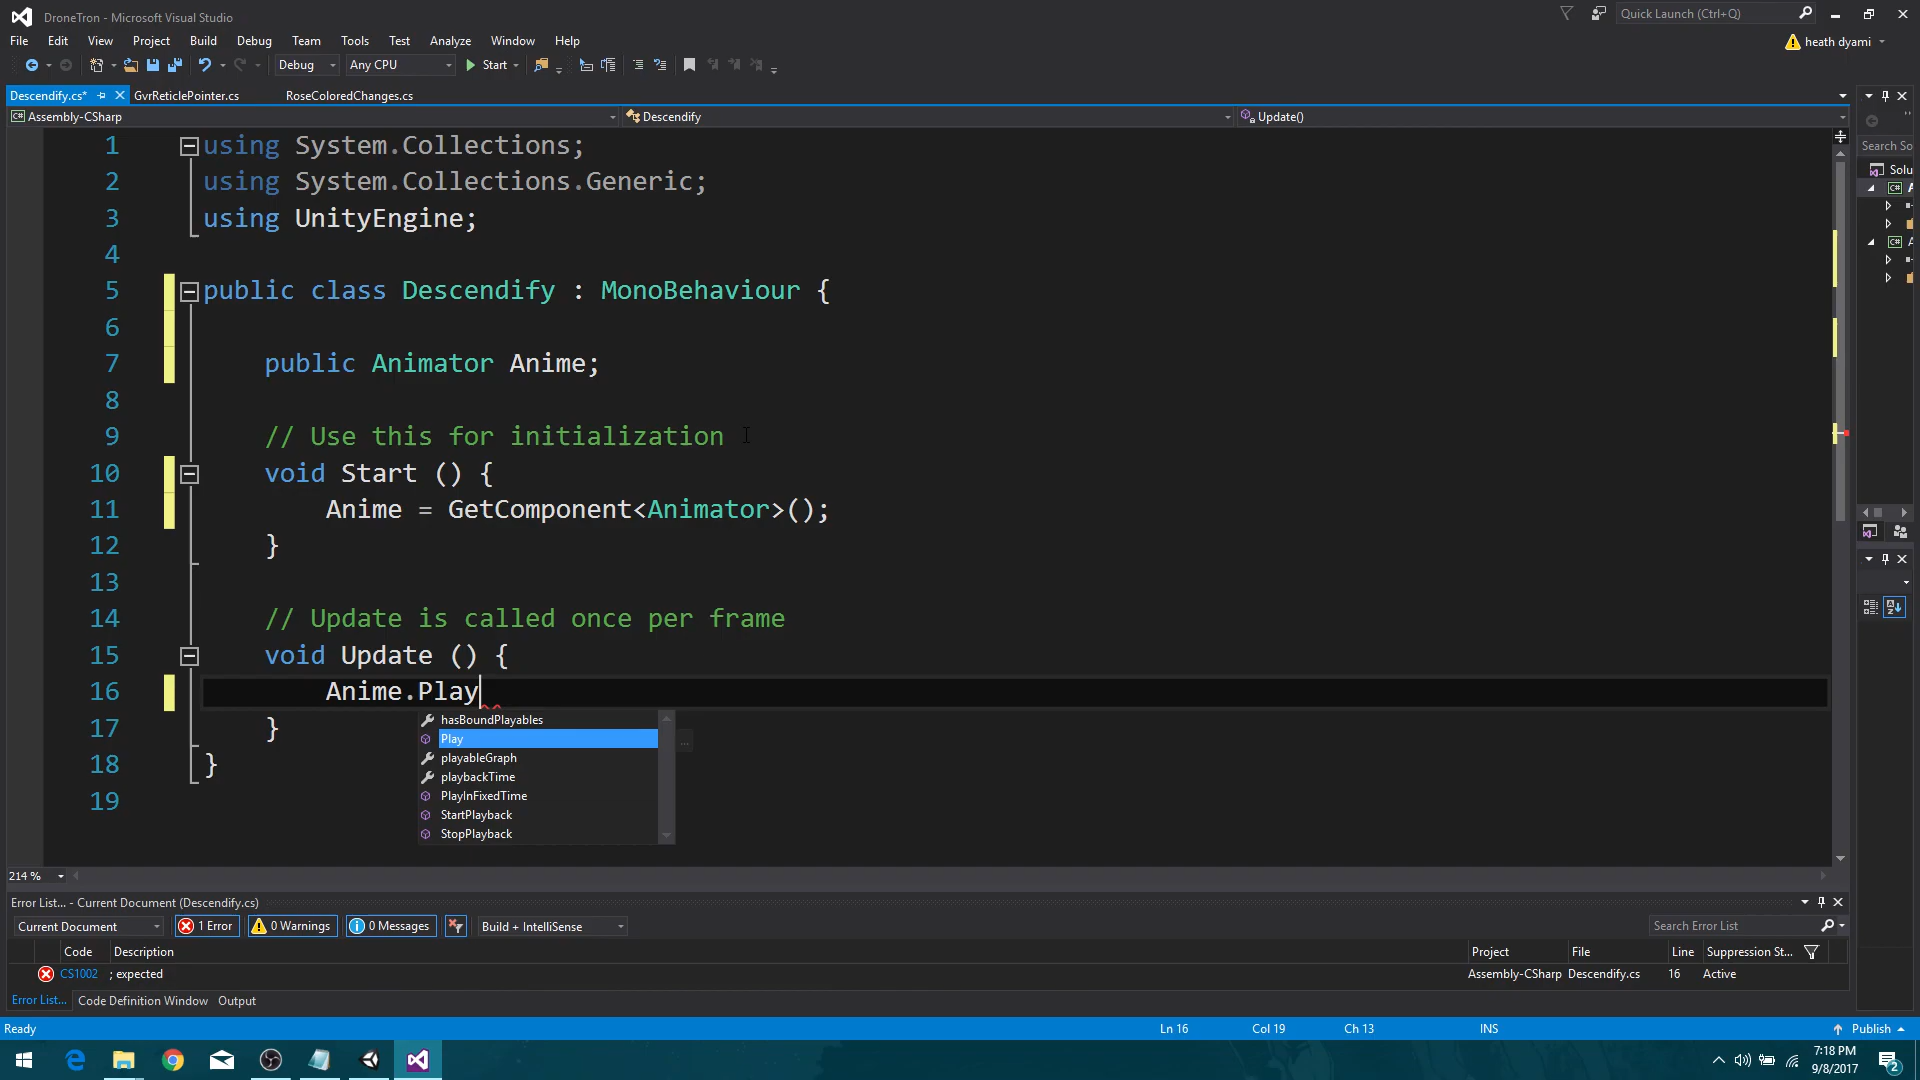 DroneTron - Microsoft Visual Studio
Quick Launch (Ctrl+Q)
File Edit View Project Build Debug Team Tools Test Analyze Window Help
heath dyami
Debug Any CPU Start
Descendify.cs* GvrReticlePointer.cs RoseColoredChanges.cs
Assembly-CSharp Descendify Update()
1 using System.Collections;
2 using System.Collections.Generic;
3 using UnityEngine;
4
5 public class Descendify : MonoBehaviour {
6
7 public Animator Anime;
8
9 // Use this for initialization
10 void Start () {
11 Anime = GetComponent<Animator>();
12 }
13
14 // Update is called once per frame
15 void Update () {
16 Anime.Play
17 }
18 }
19
hasBoundPlayables
Play
playableGraph
playbackTime
PlayInFixedTime
StartPlayback
StopPlayback
Search So
Solu
214 %
Error List... - Current Document (Descendify.cs)
Current Document 1 Error 0 Warnings 0 Messages Build + IntelliSense Search Error List
Code Description Project File Line Suppression St...
CS1002 ; expected Assembly-CSharp Descendify.cs 16 Active
Error List... Code Definition Window Output
Ready Ln 16 Col 19 Ch 13 INS Publish
7:18 PM
9/8/2017
2